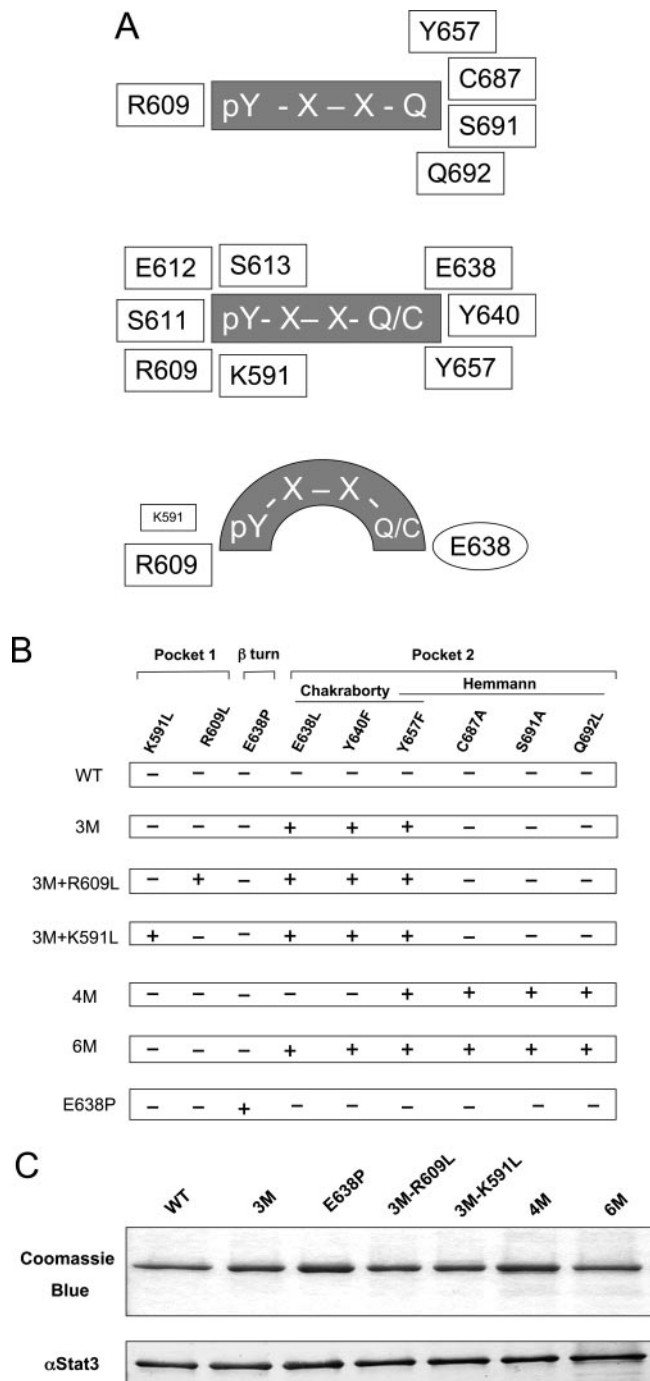 A
Y657
C687
R609
pY - X – X - Q
S691
Q692
E612
S613
E638
S611
pY- X– X- Q/C
Y640
R609
K591
Y657
K591
pY - X – X - Q/C
R609
E638
B
Pocket 1
β turn
Pocket 2
Chakraborty
Hemmann
K591L
R609L
E638P
E638L
Y640F
Y657F
C687A
S691A
Q692L
WT − − − − − − − − −
3M − − − + + + − − −
3M+R609L − + − + + + − − −
3M+K591L + − − + + + − − −
4M − − − − − + + + +
6M − − − + + + + + +
E638P − − + − − − − − −
C
WT
3M
E638P
3M-R609L
3M-K591L
4M
6M
Coomassie
Blue
αStat3